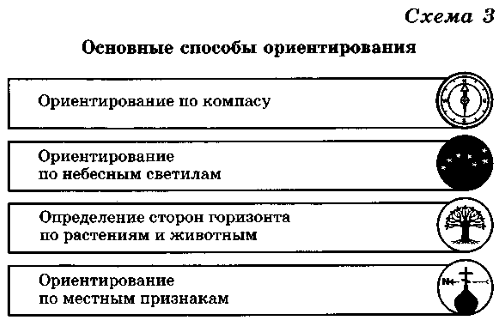 Схема 3
Основные способы ориентирования
Ориентирование по компасу
Ориентирование
по небесным светилам
Определение сторон горизонта
по растениям и животным
Ориентирование
по местным признакам
N